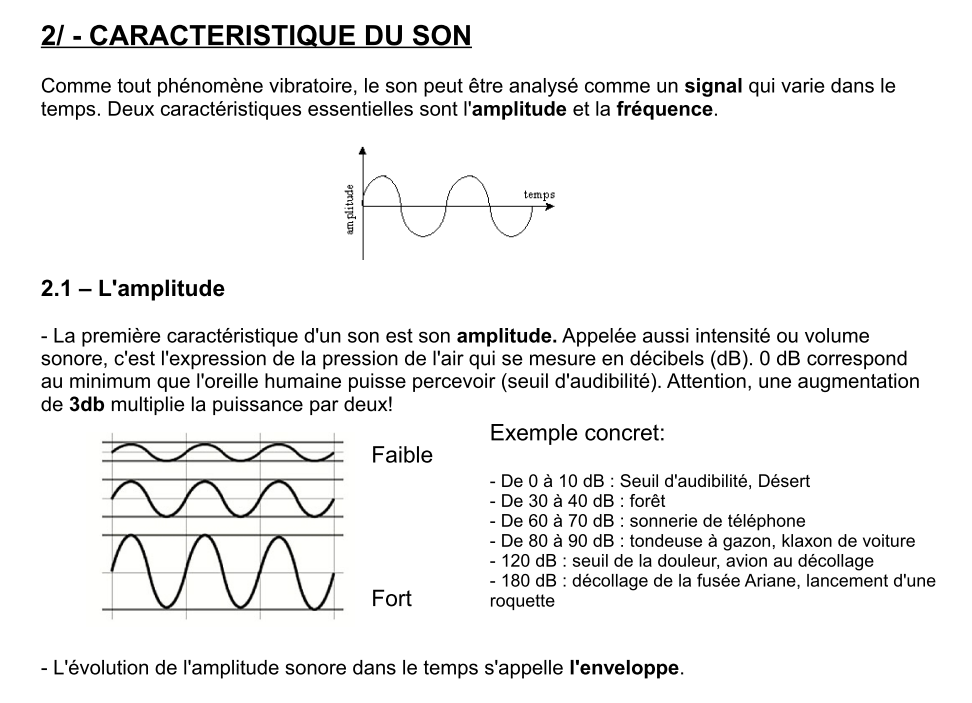 2/ - CARACTERISTIQUE DU SON
Comme tout phénomène vibratoire, le son peut être analysé comme un signal qui varie dans le
temps. Deux caractéristiques essentielles sont l'amplitude et la fréquence.
amplitude
temps
2.1 – L'amplitude
- La première caractéristique d'un son est son amplitude. Appelée aussi intensité ou volume
sonore, c'est l'expression de la pression de l'air qui se mesure en décibels (dB). 0 dB correspond
au minimum que l'oreille humaine puisse percevoir (seuil d'audibilité). Attention, une augmentation
de 3db multiplie la puissance par deux!
Faible
Fort
Exemple concret:
- De 0 à 10 dB : Seuil d'audibilité, Désert
- De 30 à 40 dB : forêt
- De 60 à 70 dB : sonnerie de téléphone
- De 80 à 90 dB : tondeuse à gazon, klaxon de voiture
- 120 dB : seuil de la douleur, avion au décollage
- 180 dB : décollage de la fusée Ariane, lancement d'une
roquette
- L'évolution de l'amplitude sonore dans le temps s'appelle l'enveloppe.